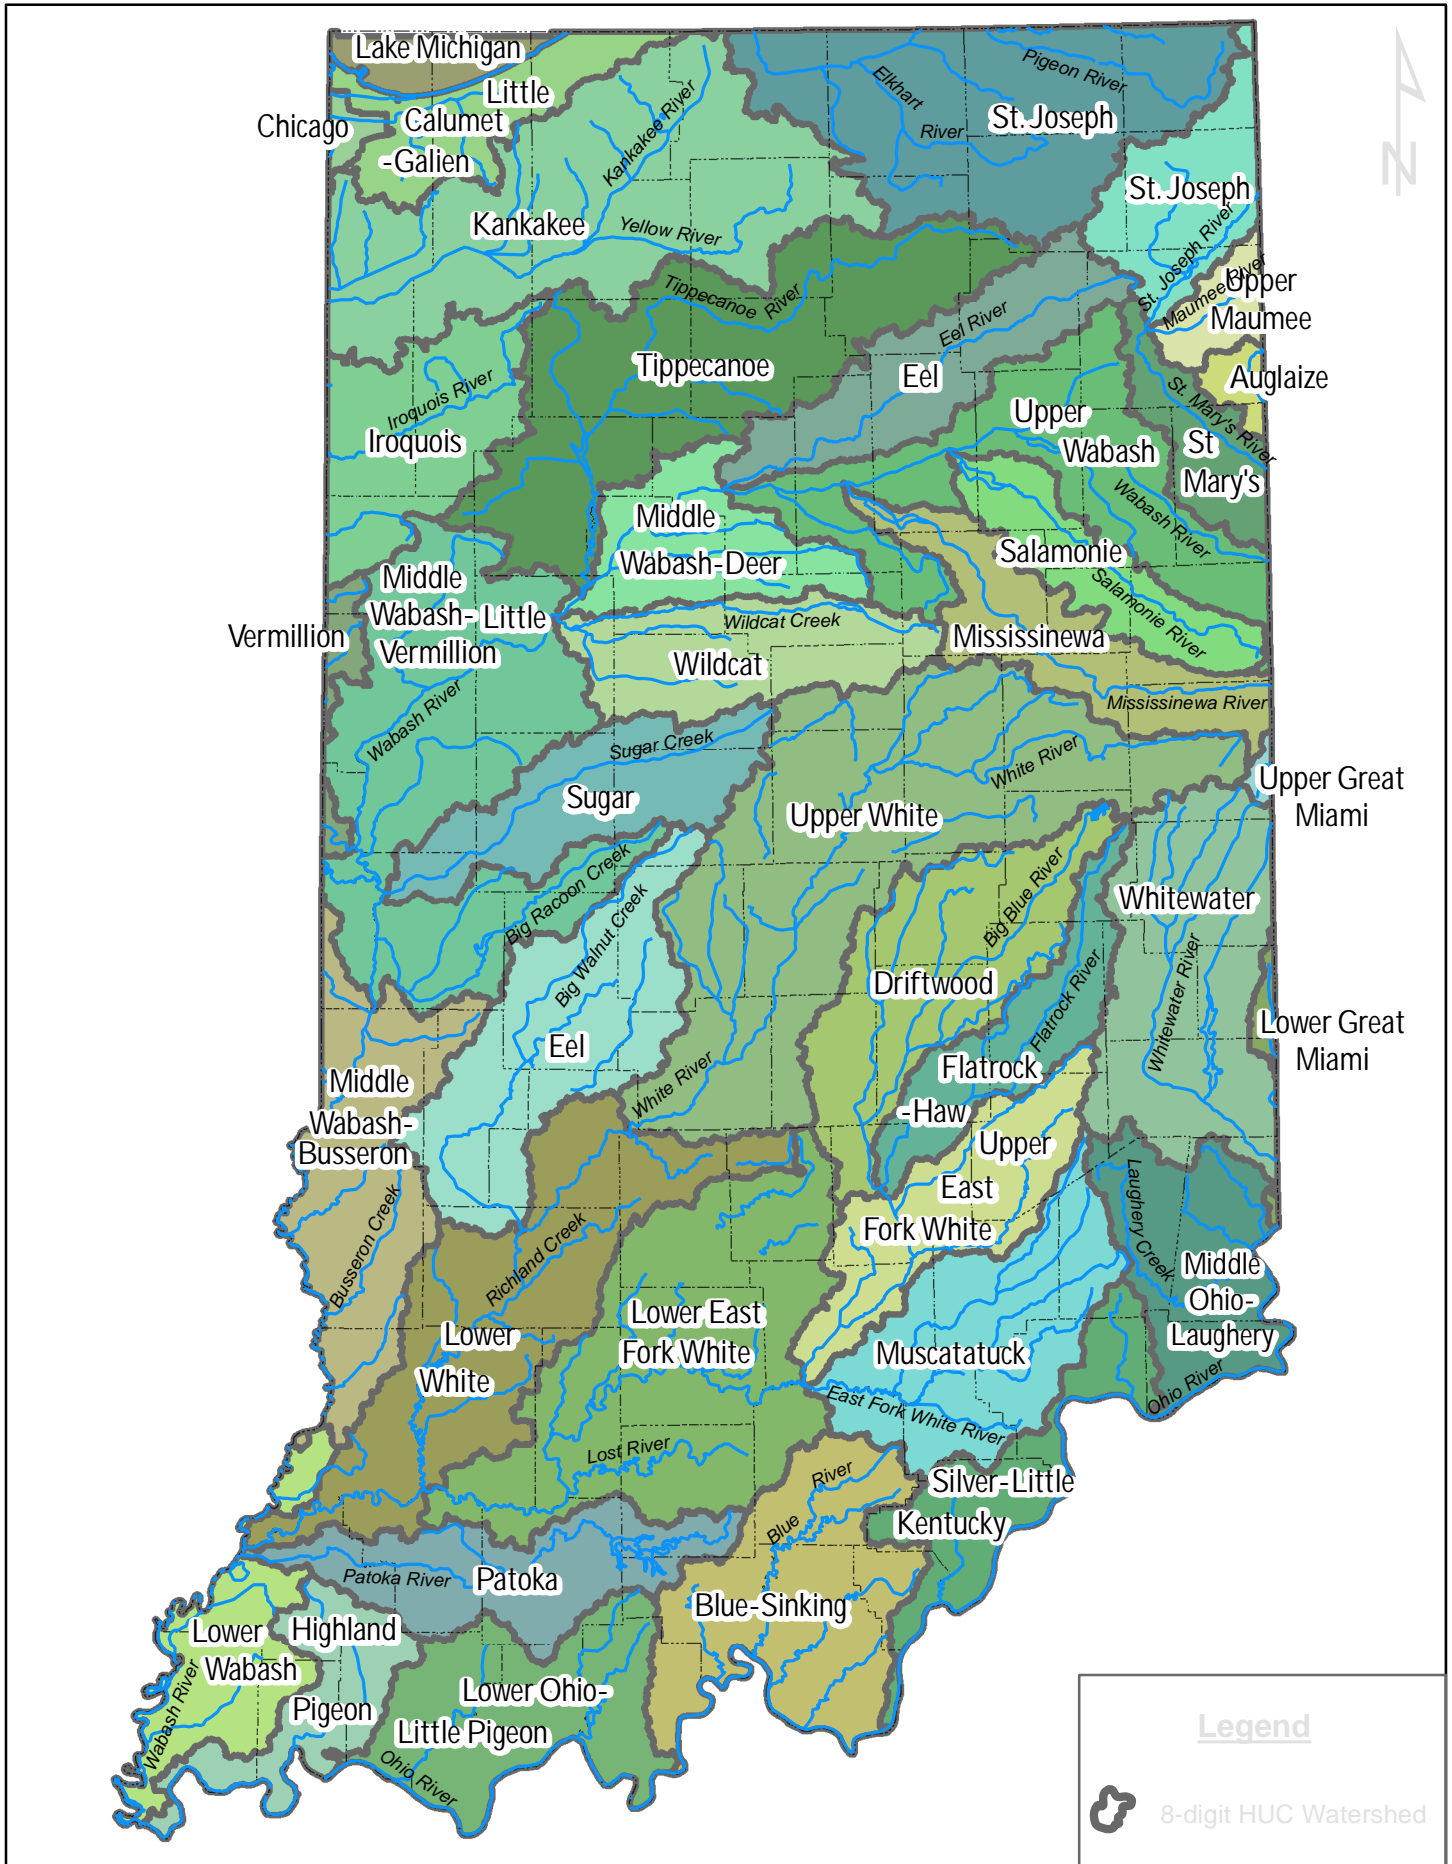 Lake Michigan
Little
Calumet
-Galien
Chicago
Kankakee
Kankakee River
Yellow River
Elkhart
River
Pigeon River
St. Joseph
St. Joseph
St. Joseph River
Maumee River
Upper
Maumee
Auglaize
Tippecanoe
River
Tippecanoe
Eel River
Eel
Iroquois River
Iroquois
Upper
Wabash
Wabash River
St. Mary's River
St
Mary's
Middle
Wabash-Deer
Salamonie
Salamonie River
Middle
Wabash-Little
Vermillion
Vermillion
Wabash River
Wildcat Creek
Wildcat
Mississinewa
Mississinewa River
Sugar Creek
Sugar
White River
Upper White
Upper Great
Miami
Big Racoon Creek
Big Walnut Creek
Eel
Big Blue River
Driftwood
Whitewater
Whitewater River
Flatrock River
Flatrock
-Haw
Lower Great
Miami
White River
Middle
Wabash-
Busseron
Busseron Creek
Upper
East
Fork White
Richland Creek
Lower
White
Lower East
Fork White
Laughery Creek
Middle
Ohio-
Laughery
Ohio River
Muscatatuck
East Fork White River
Lost River
River
Blue
Silver-Little
Kentucky
Patoka River
Patoka
Blue-Sinking
Lower
Wabash
Wabash River
Highland
Pigeon
Lower Ohio-
Little Pigeon
Ohio River
N
Legend
8-digit HUC Watershed